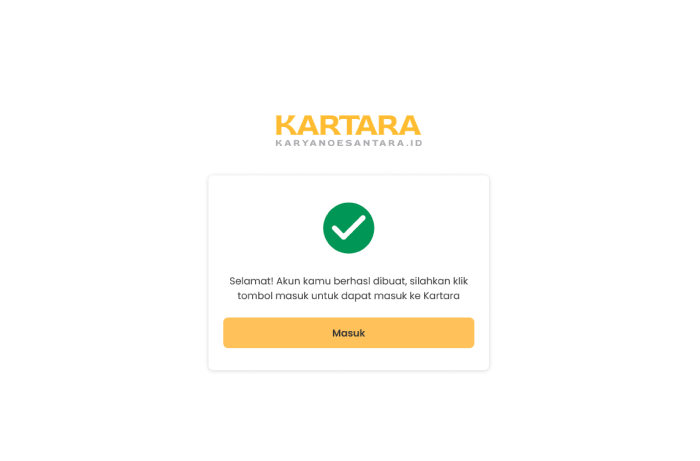 KARTARA
KARYANOESANTARA.ID
Selamat! Akun kamu berhasl dibuat, silahkan klik
tombol masuk untuk dapat masuk ke Kartara
Masuk